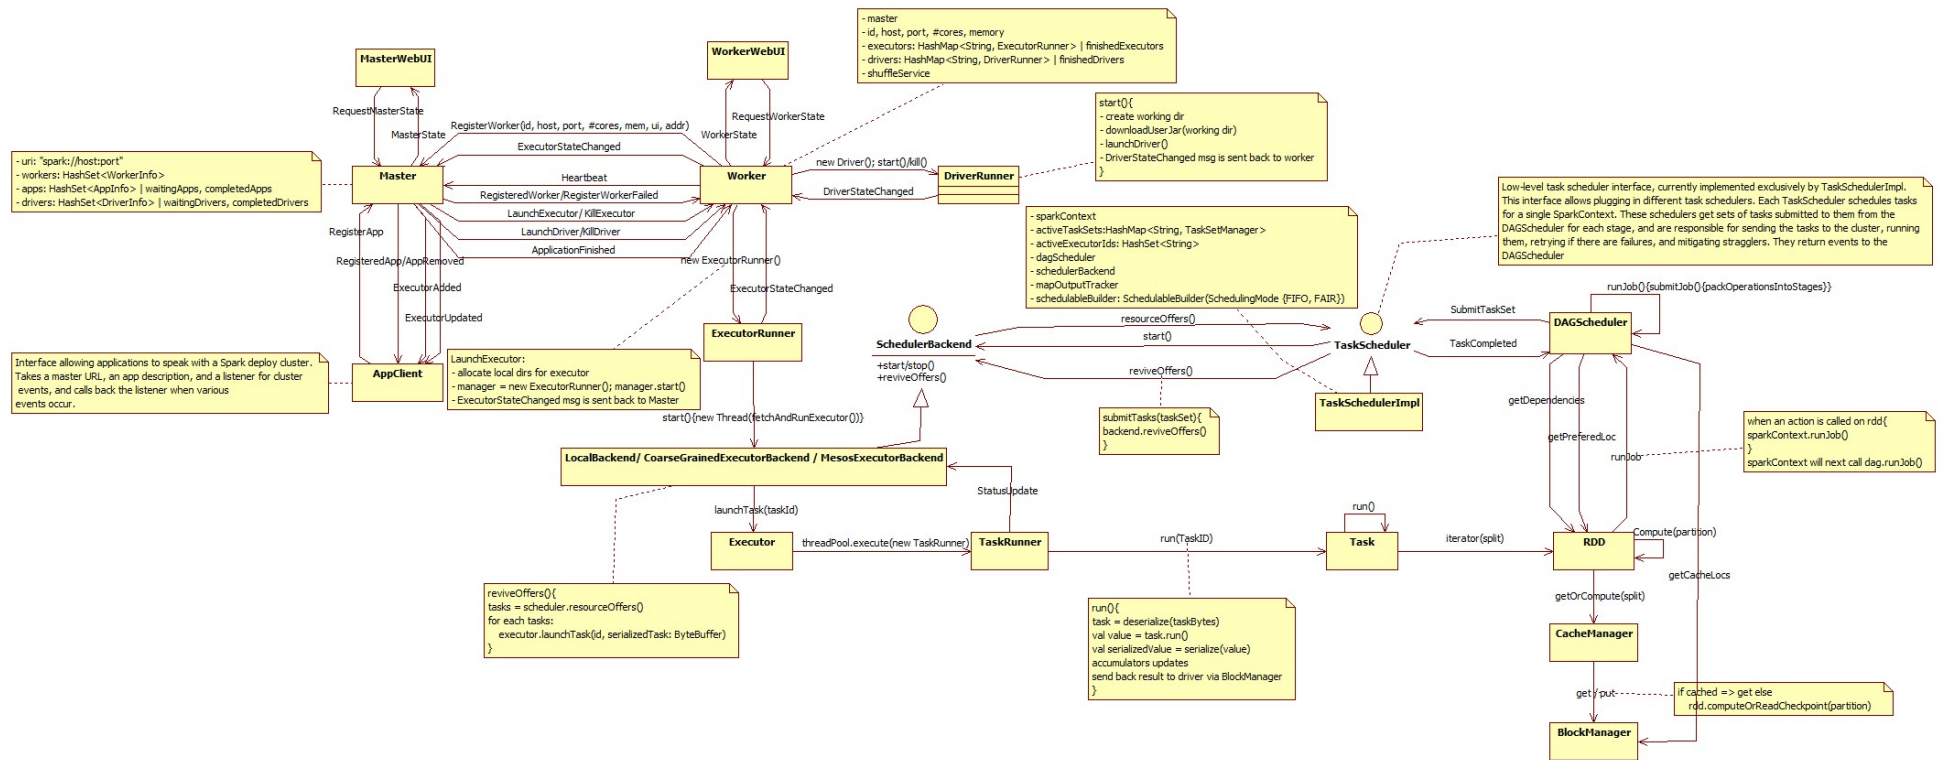 MasterWebUI
WorkerWebUI
- master
- id, host, port, #cores, memory
- executors: HashMap<String, ExecutorRunner> | finishedExecutors
- drivers: HashMap<String, DriverRunner> | finishedDrivers
- shuffleService
RequestMasterState
MasterState
RequestWorkerState
WorkerState
RegisterWorker(id, host, port, #cores, mem, ui, addr)
ExecutorStateChanged
Heartbeat
RegisteredWorker/RegisterWorkerFailed
LaunchExecutor/ KillExecutor
LaunchDriver/KillDriver
ApplicationFinished
- uri: "spark://host:port"
- workers: HashSet<WorkerInfo>
- apps: HashSet<AppInfo> | waitingApps, completedApps
- drivers: HashSet<DriverInfo> | waitingDrivers, completedDrivers
Master
Worker
new Driver(); start()/kill()
DriverStateChanged
DriverRunner
start(){
- create working dir
- downloadUserJar(working dir)
- launchDriver()
- DriverStateChanged msg is sent back to worker
}
RegisterApp
RegisteredApp/AppRemoved
ExecutorAdded
ExecutorUpdated
new ExecutorRunner()
ExecutorStateChanged
- sparkContext
- activeTaskSets:HashMap<String, TaskSetManager>
- activeExecutorIds: HashSet<String>
- dagScheduler
- schedulerBackend
- mapOutputTracker
- schedulableBuilder: SchedulableBuilder(SchedulingMode {FIFO, FAIR})
Low-level task scheduler interface, currently implemented exclusively by TaskSchedulerImpl.
This interface allows plugging in different task schedulers. Each TaskScheduler schedules tasks
for a single SparkContext. These schedulers get sets of tasks submitted to them from the
DAGScheduler for each stage, and are responsible for sending the tasks to the cluster, running
them, retrying if there are failures, and mitigating stragglers. They return events to the
DAGScheduler
runJob(){submitJob(){packOperationsIntoStages}}
ExecutorRunner
SchedulerBackend
+start/stop()
+reviveOffers()
resourceOffers()
start()
reviveOffers()
TaskScheduler
SubmitTaskSet
TaskCompleted
DAGScheduler
Interface allowing applications to speak with a Spark deploy cluster.
Takes a master URL, an app description, and a listener for cluster
events, and calls back the listener when various
events occur.
AppClient
LaunchExecutor:
- allocate local dirs for executor
- manager = new ExecutorRunner(); manager.start()
- ExecutorStateChanged msg is sent back to Master
start(){new Thread(fetchAndRunExecutor())}
submitTasks(taskSet){
backend.reviveOffers()
}
TaskSchedulerImpl
getDependencies
getPreferedLoc
runJob
when an action is called on rdd{
sparkContext.runJob()
}
sparkContext will next call dag.runJob()
LocalBackend/ CoarseGrainedExecutorBackend / MesosExecutorBackend
StatusUpdate
launchTask(taskId)
Executor
threadPool.execute(new TaskRunner)
TaskRunner
run(TaskID)
run()
Task
iterator(split)
RDD
Compute(partition)
getCacheLocs
getOrCompute(split)
reviveOffers(){
tasks = scheduler.resourceOffers()
for each tasks:
executor.launchTask(id, serializedTask: ByteBuffer)
}
run(){
task = deserialize(taskBytes)
val value = task.run()
val serializedValue = serialize(value)
accumulators updates
send back result to driver via BlockManager
}
CacheManager
get / put
if cached => get else
rdd.computeOrReadCheckpoint(partition)
BlockManager